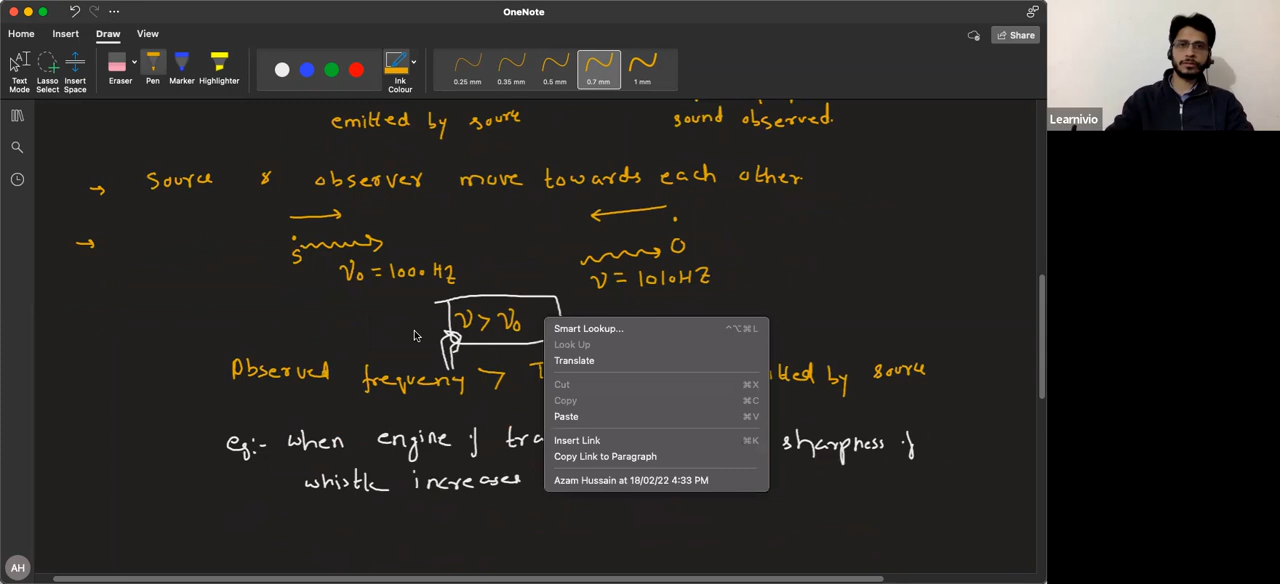 OneNote
Home Insert Draw View
Share
Text Mode
Lasso Select
Insert Space
Eraser
Pen
Marker
Highlighter
Ink Colour
0.25 mm
0.35 mm
0.5 mm
0.7 mm
1 mm
Learnivio
emitted by source
sound observed.
→ Source & observer move towards each other
→
S
O
ν₀ = 1000 HZ
ν = 1010 HZ
ν > ν₀
Observed frequency >
by source
eg:- when engine of
sharpness of
whistle increases
Smart Lookup... ^⌥⌘L
Look Up
Translate
Cut ⌘X
Copy ⌘C
Paste ⌘V
Insert Link ⌘K
Copy Link to Paragraph
Azam Hussain at 18/02/22 4:33 PM
AH